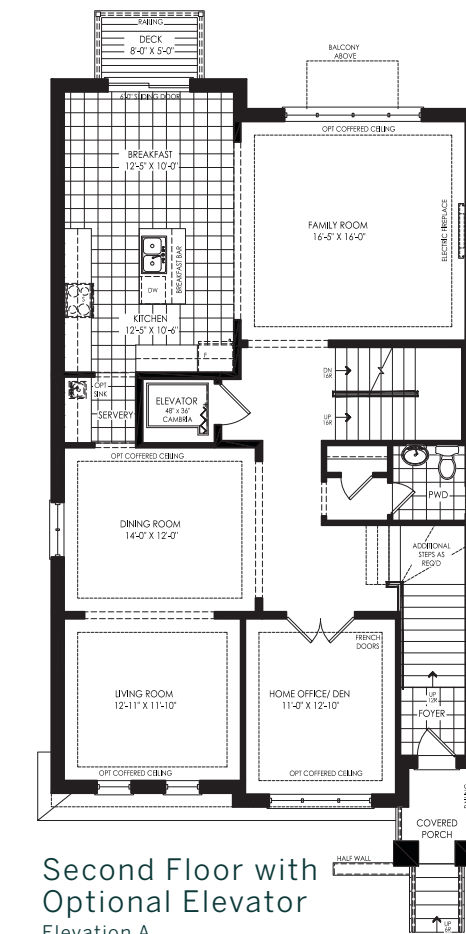 RAILING
DECK
8'-0" X 5'-0"
6'-0" SLIDING DOOR
BALCONY
ABOVE
OPT COFFERED CEILING
BREAKFAST
12'-5" X 10'-0"
FAMILY ROOM
16'-5" X 16'-0"
ELECTRIC FIREPLACE
BREAKFAST BAR
DW
KITCHEN
12'-5" X 10'-6"
F
DN
16R
UP
16R
OPT
SINK
SERVERY
ELEVATOR
48" x 36"
CAMBRIA
OPT COFFERED CEILING
PWD
DINING ROOM
14'-0" X 12'-0"
ADDITIONAL
STEPS AS
REQ'D
FRENCH
DOORS
LIVING ROOM
12'-11" X 11'-10"
HOME OFFICE/ DEN
11'-0" X 12'-10"
UP
12R
FOYER
OPT COFFERED CEILING
OPT COFFERED CEILING
RAILING
COVERED
PORCH
HALF WALL
Second Floor with
Optional Elevator
Elevation A
UP